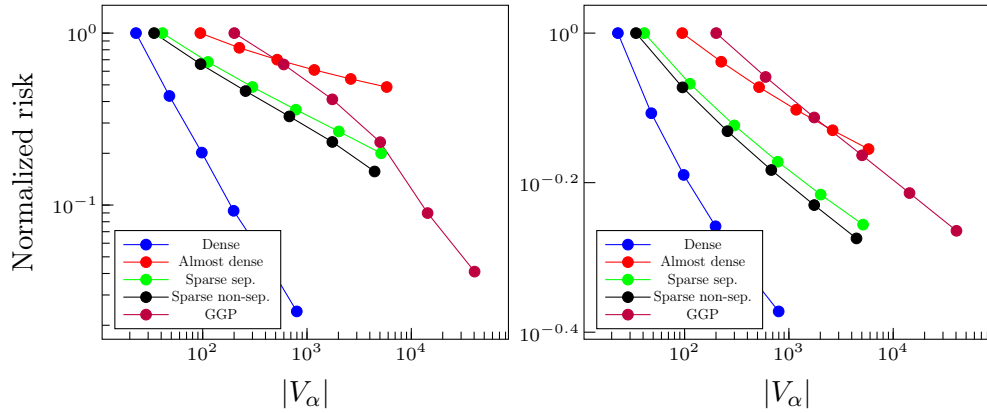 Normalized risk
10^0
10^−1
Dense
Almost dense
Sparse sep.
Sparse non-sep.
GGP
10^2
10^3
10^4
|V_α|
10^0
10^−0.2
10^−0.4
Dense
Almost dense
Sparse sep.
Sparse non-sep.
GGP
10^2
10^3
10^4
|V_α|